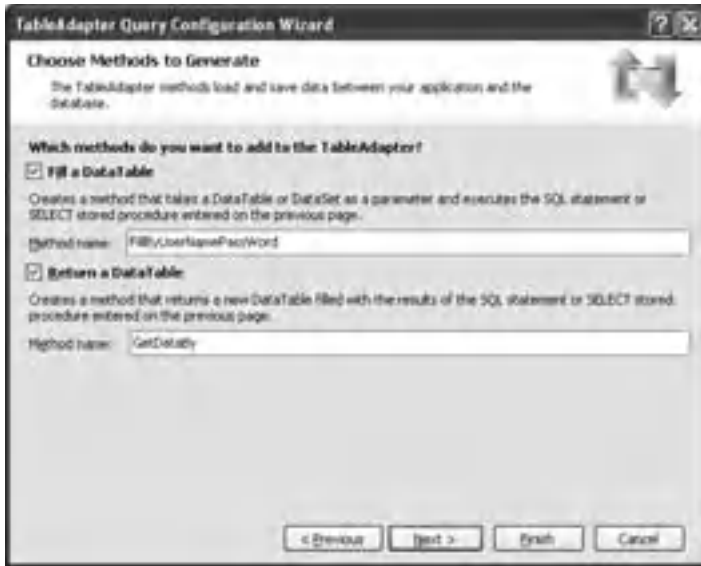 TableAdapter Query Configuration Wizard
Choose Methods to Generate
The TableAdapter methods load and save data between your application and the
database.
Which methods do you want to add to the TableAdapter?
Fill a DataTable
Creates a method that takes a DataTable or DataSet as a parameter and executes the SQL statement or
SELECT stored procedure entered on the previous page.
Method name: FillByUserNamePassWord
Return a DataTable
Creates a method that returns a new DataTable filled with the results of the SQL statement or SELECT stored
procedure entered on the previous page.
Method name: GetDataBy
< Previous Next > Finish Cancel